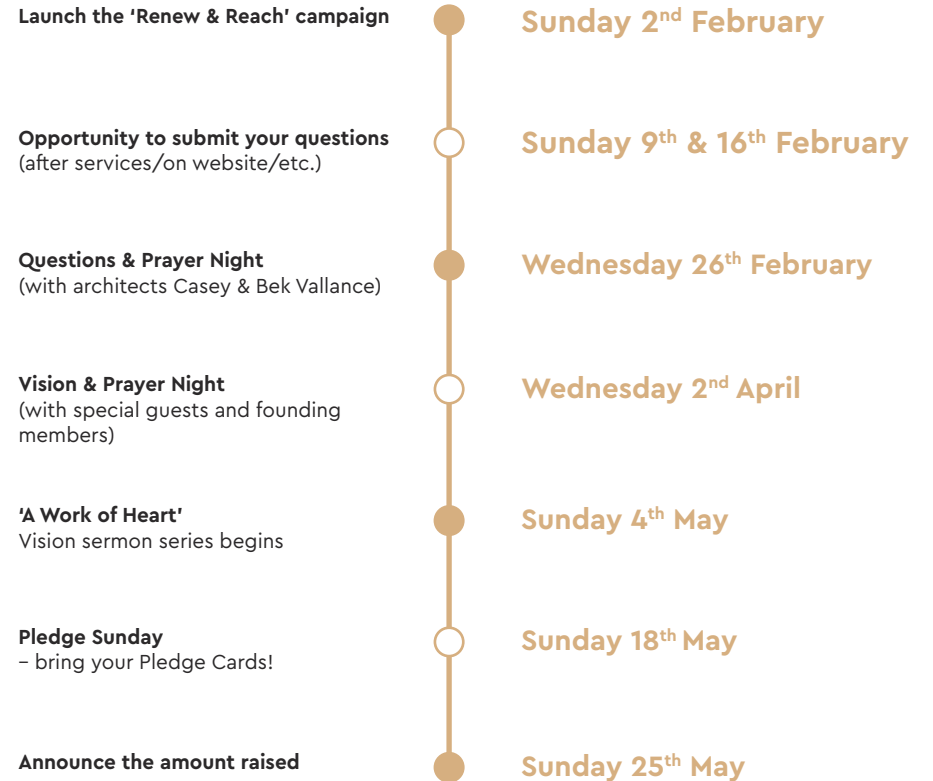 Launch the ‘Renew & Reach’ campaign
Sunday 2nd February
Opportunity to submit your questions
(after services/on website/etc.)
Sunday 9th & 16th February
Questions & Prayer Night
(with architects Casey & Bek Vallance)
Wednesday 26th February
Vision & Prayer Night
(with special guests and founding
members)
Wednesday 2nd April
‘A Work of Heart’
Vision sermon series begins
Sunday 4th May
Pledge Sunday
– bring your Pledge Cards!
Sunday 18th May
Announce the amount raised
Sunday 25th May